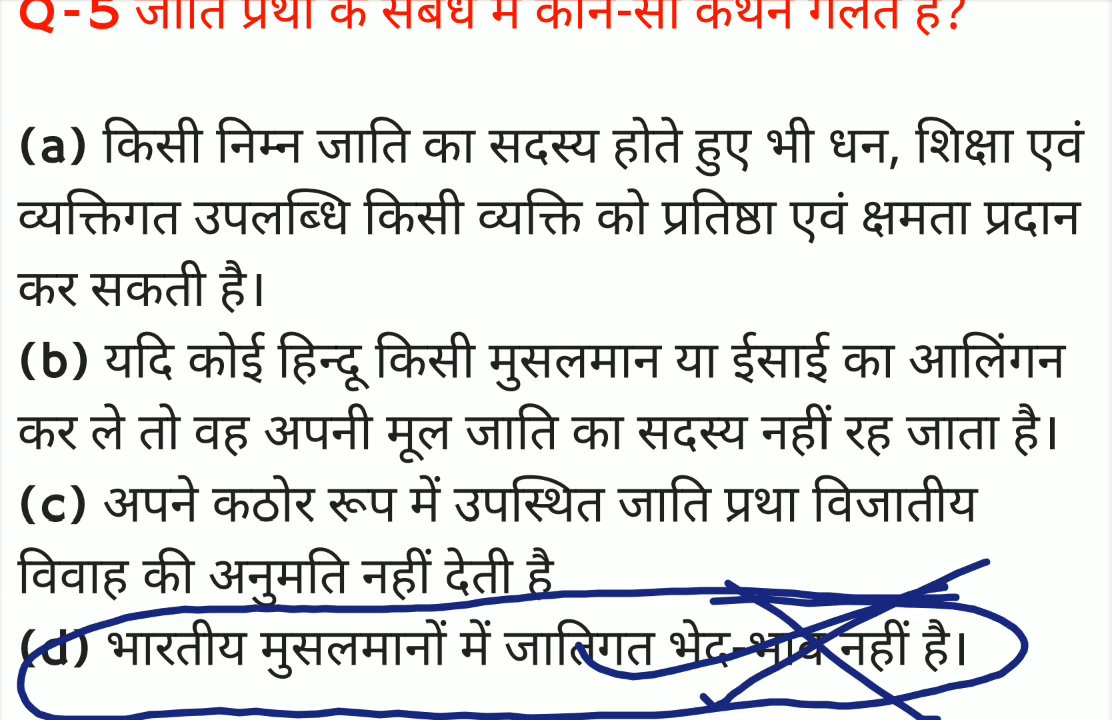 Q-5 जाति प्रथा के संबंध में कौन-सा कथन गलत है?
(a) किसी निम्न जाति का सदस्य होते हुए भी धन, शिक्षा एवं
व्यक्तिगत उपलब्धि किसी व्यक्ति को प्रतिष्ठा एवं क्षमता प्रदान
कर सकती है।
(b) यदि कोई हिन्दू किसी मुसलमान या ईसाई का आलिंगन
कर ले तो वह अपनी मूल जाति का सदस्य नहीं रह जाता है।
(c) अपने कठोर रूप में उपस्थित जाति प्रथा विजातीय
विवाह की अनुमति नहीं देती है
(d) भारतीय मुसलमानों में जातिगत भेद-भाव नहीं है।